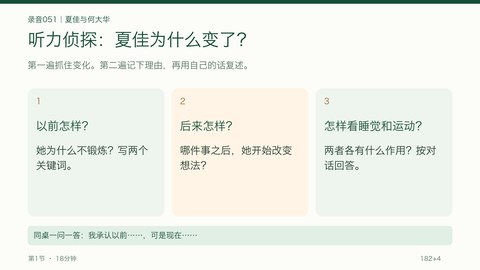 录音051｜夏佳与何大华
听力侦探：夏佳为什么变了？
第一遍抓住变化。第二遍记下理由，再用自己的话复述。
1
以前怎样？
她为什么不锻炼？写两个
关键词。
2
后来怎样？
哪件事之后，她开始改变
想法？
3
怎样看睡觉和运动？
两者各有什么作用？按对
话回答。
同桌一问一答：我承认以前……，可是现在……
第1节 · 18分钟
182+4